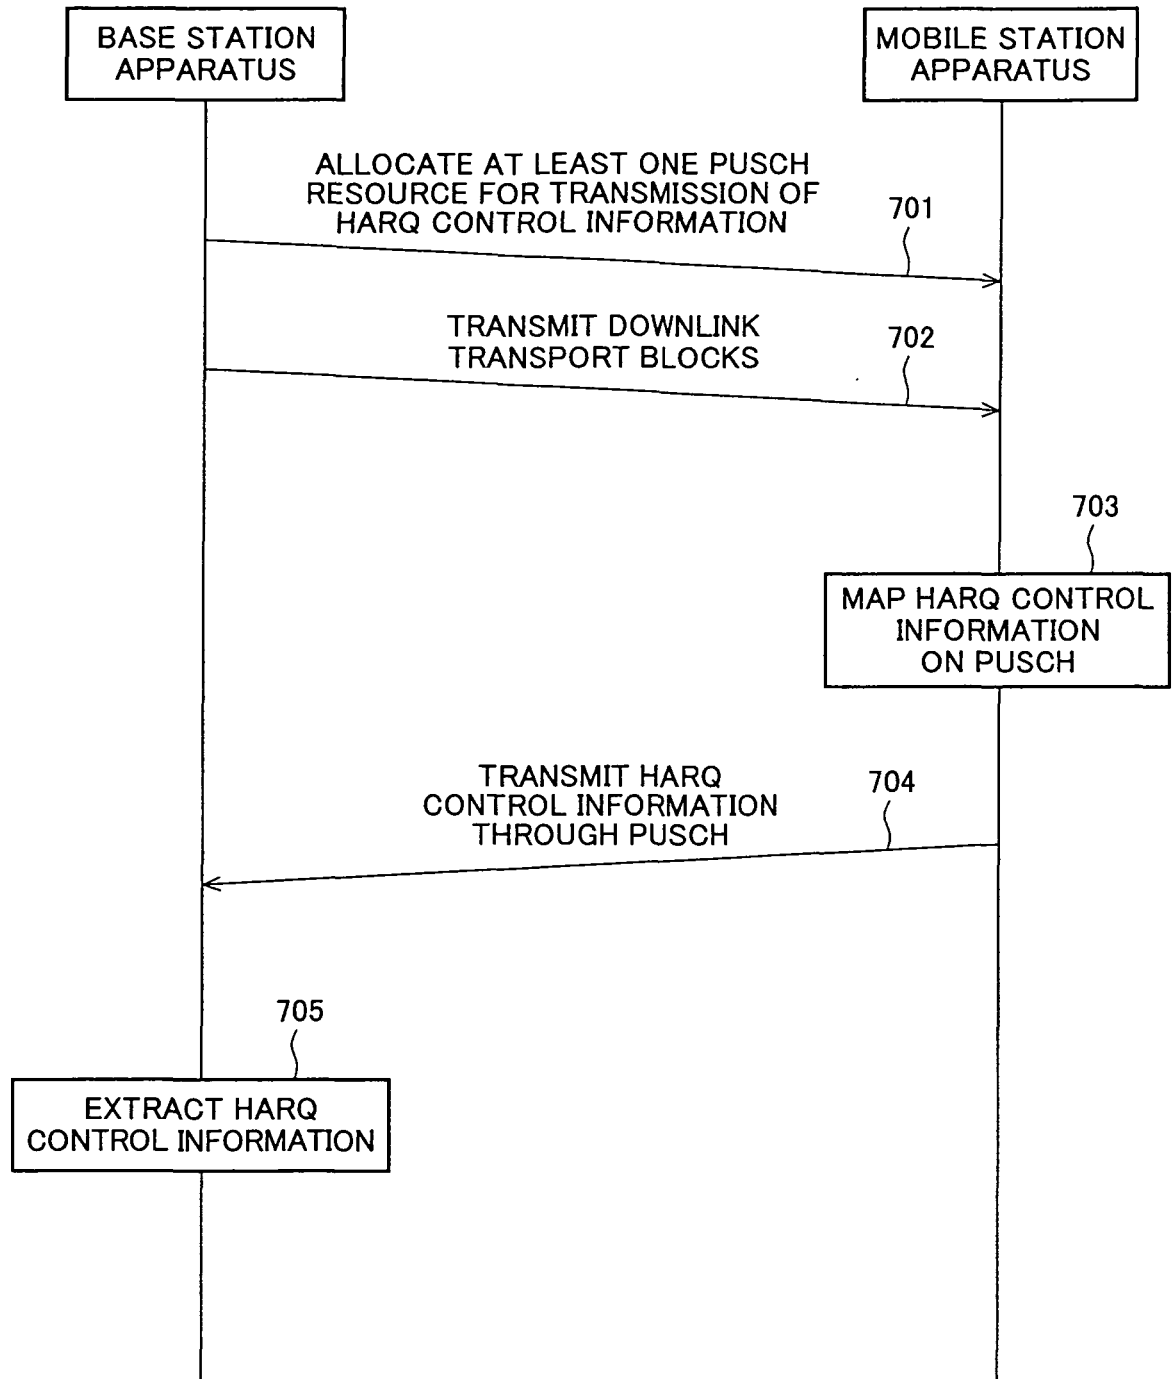 BASE STATION
APPARATUS
MOBILE STATION
APPARATUS
ALLOCATE AT LEAST ONE PUSCH
RESOURCE FOR TRANSMISSION OF
HARQ CONTROL INFORMATION
701
TRANSMIT DOWNLINK
TRANSPORT BLOCKS
702
703
MAP HARQ CONTROL
INFORMATION
ON PUSCH
TRANSMIT HARQ
CONTROL INFORMATION
THROUGH PUSCH
704
705
EXTRACT HARQ
CONTROL INFORMATION